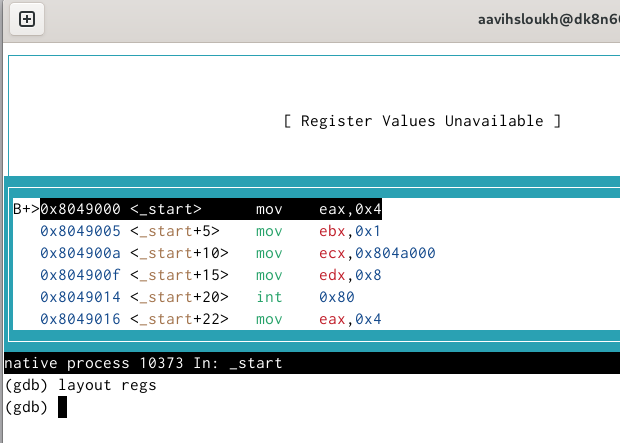 aavihsloukh@dk8n6
[ Register Values Unavailable ]
B+>0x8049000 <_start>      mov    eax,0x4
0x8049005 <_start+5>    mov    ebx,0x1
0x804900a <_start+10>   mov    ecx,0x804a000
0x804900f <_start+15>   mov    edx,0x8
0x8049014 <_start+20>   int    0x80
0x8049016 <_start+22>   mov    eax,0x4
native process 10373 In: _start
(gdb) layout regs
(gdb)